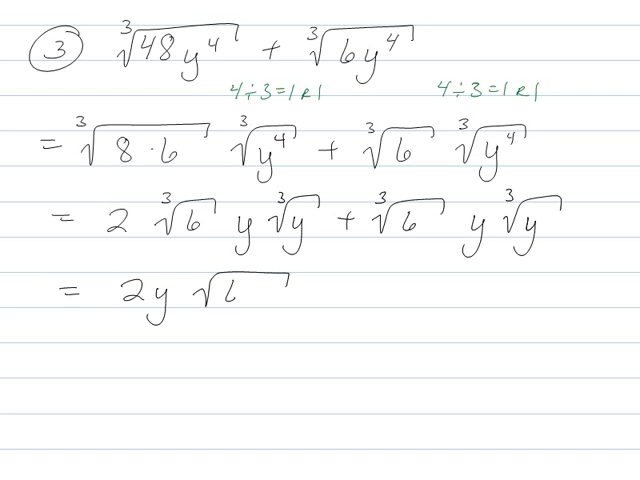 ③ ∛48y⁴ + ∛6y⁴
4÷3=1 R1 4÷3=1 R1
= ∛8·6 ∛y⁴ + ∛6 ∛y⁴
= 2 ∛6 y ∛y + ∛6 y ∛y
= 2y √6